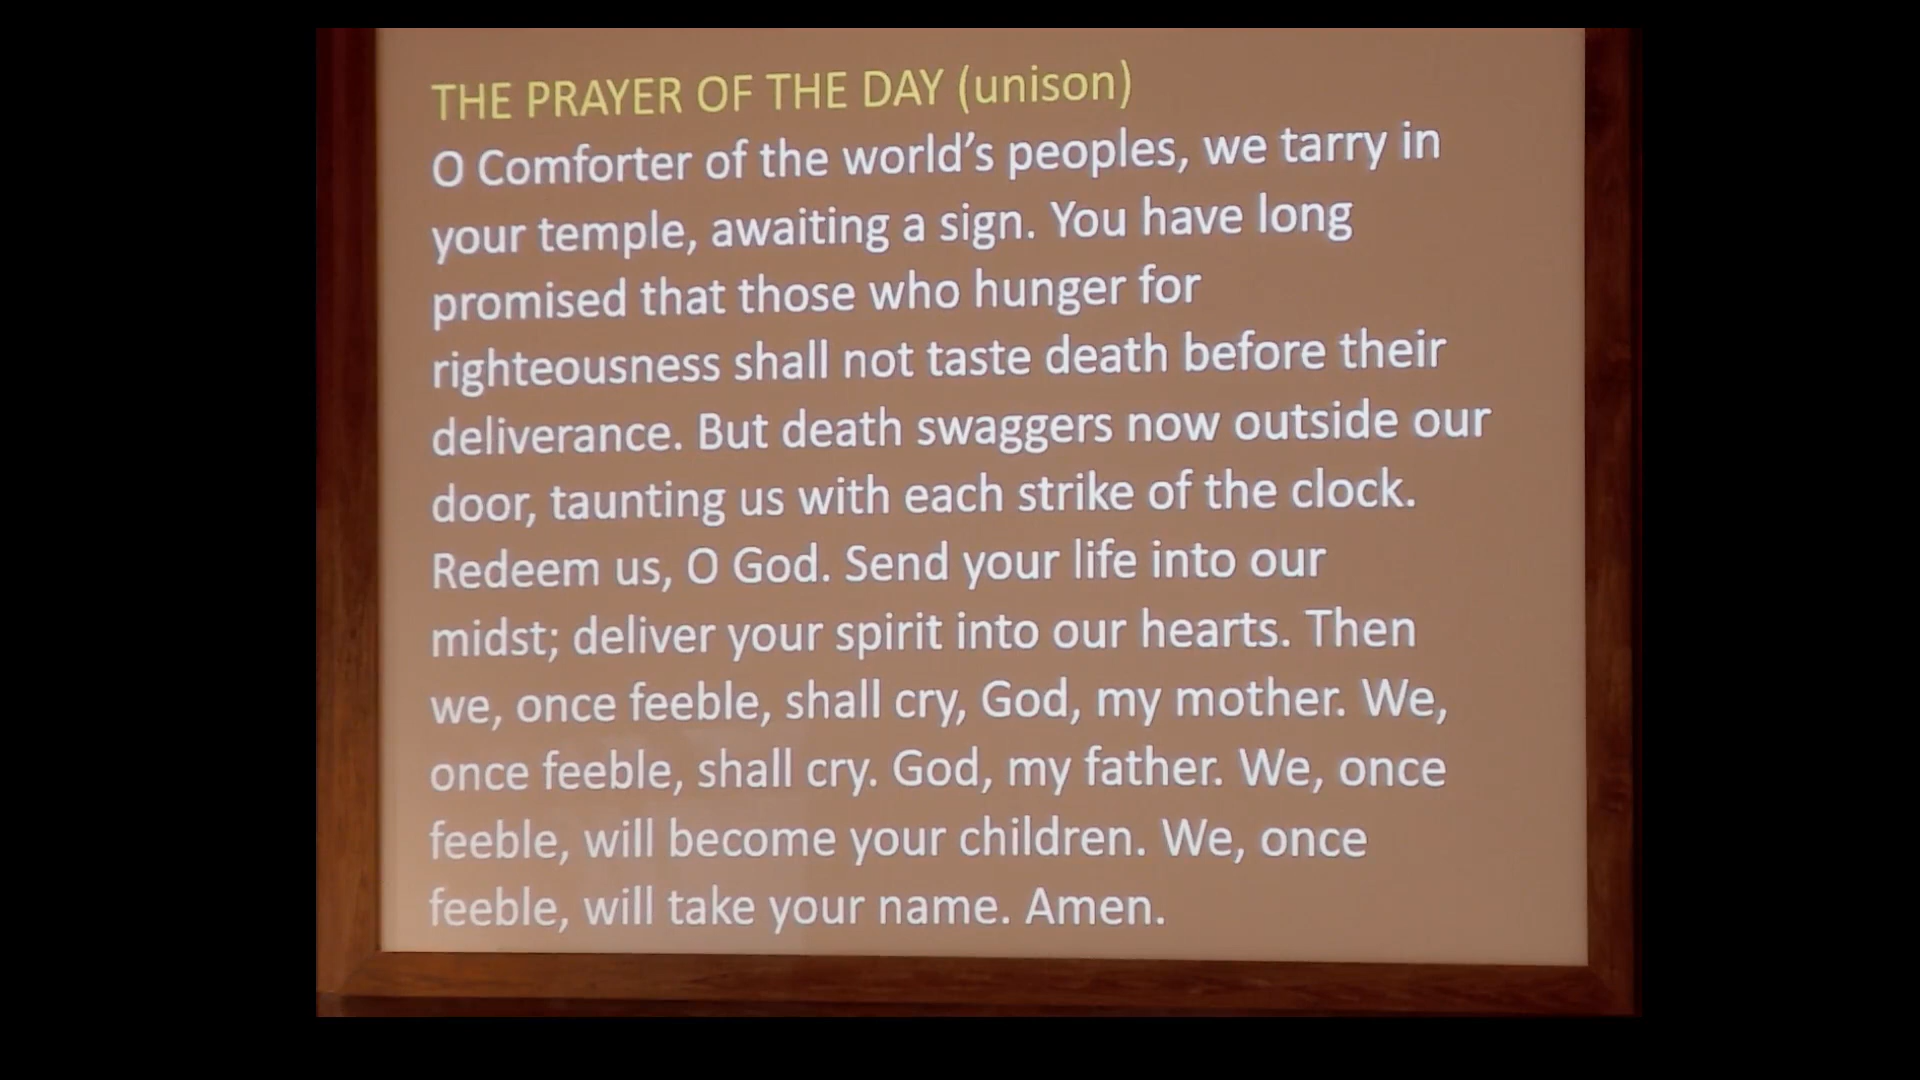 THE PRAYER OF THE DAY (unison)
O Comforter of the world’s peoples, we tarry in
your temple, awaiting a sign. You have long
promised that those who hunger for
righteousness shall not taste death before their
deliverance. But death swaggers now outside our
door, taunting us with each strike of the clock.
Redeem us, O God. Send your life into our
midst; deliver your spirit into our hearts. Then
we, once feeble, shall cry, God, my mother. We,
once feeble, shall cry. God, my father. We, once
feeble, will become your children. We, once
feeble, will take your name. Amen.